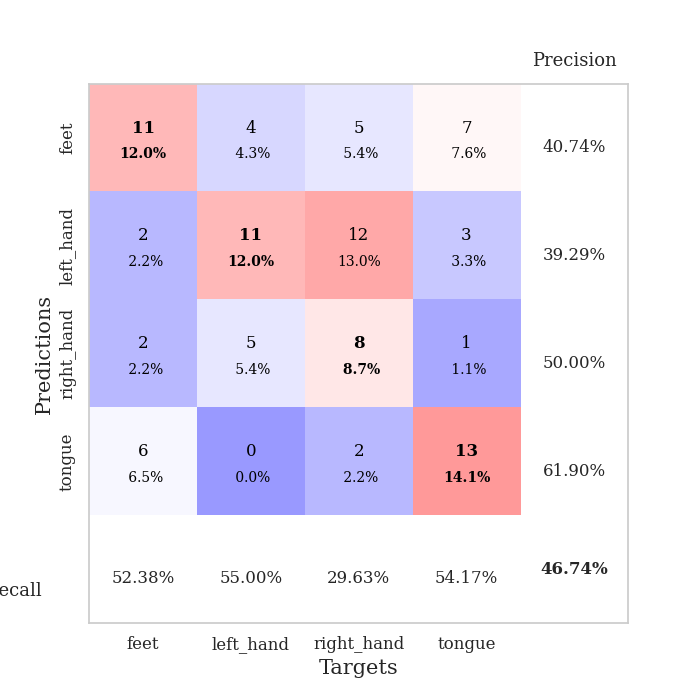 Precision
feet
11 4 5 7
12.0% 4.3% 5.4% 7.6%
40.74%
left_hand
2 11 12 3
2.2% 12.0% 13.0% 3.3%
39.29%
Predictions
right_hand
2 5 8 1
2.2% 5.4% 8.7% 1.1%
50.00%
tongue
6 0 2 13
6.5% 0.0% 2.2% 14.1%
61.90%
ecall
52.38% 55.00% 29.63% 54.17% 46.74%
feet left_hand right_hand tongue
Targets